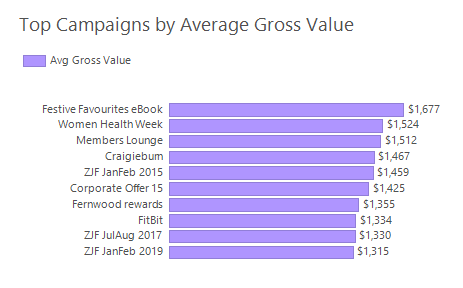 Top Campaigns by Average Gross Value
Avg Gross Value
Festive Favourites eBook $1,677
Women Health Week $1,524
Members Lounge $1,512
Craigiebum $1,467
ZJF JanFeb 2015 $1,459
Corporate Offer 15 $1,425
Fernwood rewards $1,355
FitBit $1,334
ZJF JulAug 2017 $1,330
ZJF JanFeb 2019 $1,315